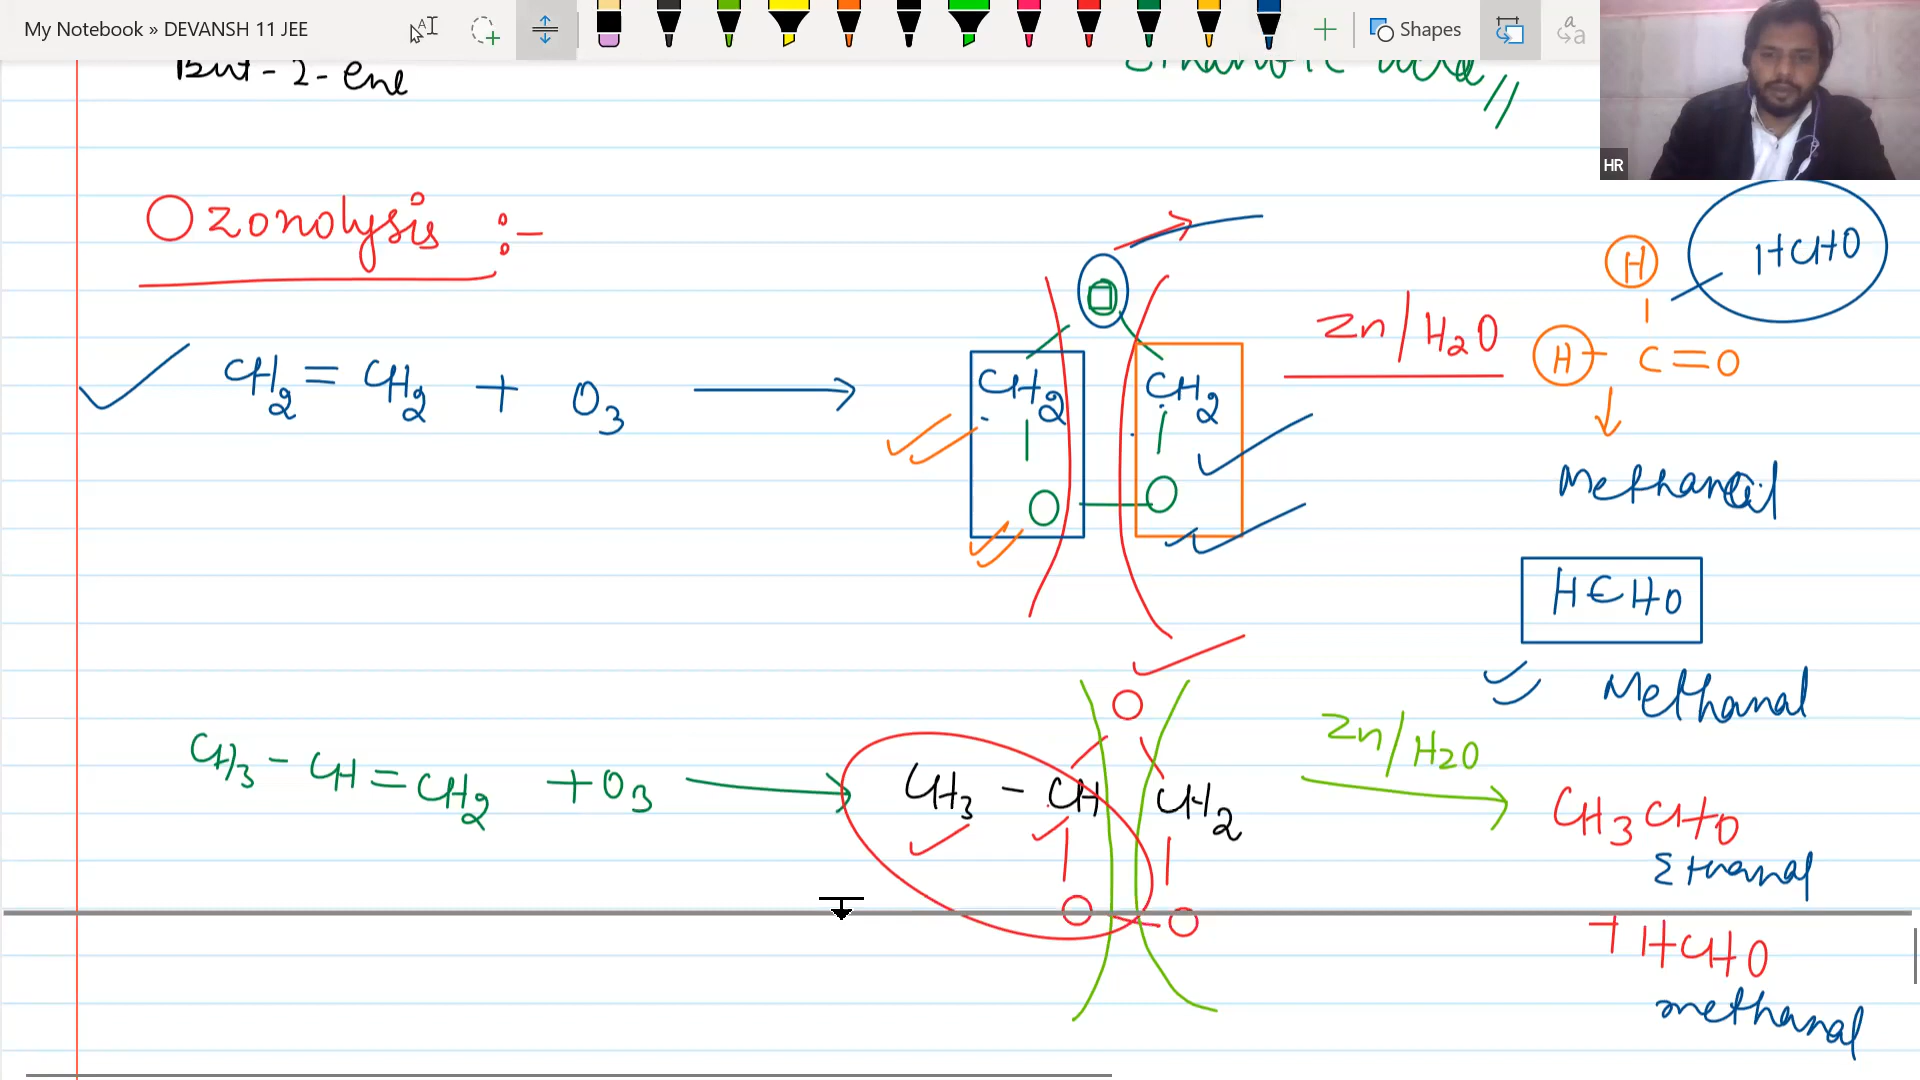 My Notebook » DEVANSH 11 JEE
Shapes
But-2-ene
HR
Ozonolysis :-
CH2 = CH2 + O3
O
CH2 CH2
O O
Zn/H2O
HCHO
H
H - C = O
Methanal
HCHO
Methanal
CH3 - CH = CH2 + O3
O
CH3 - CH CH2
O - O
Zn/H2O
CH3CHO
Ethanal
+ HCHO
methanal